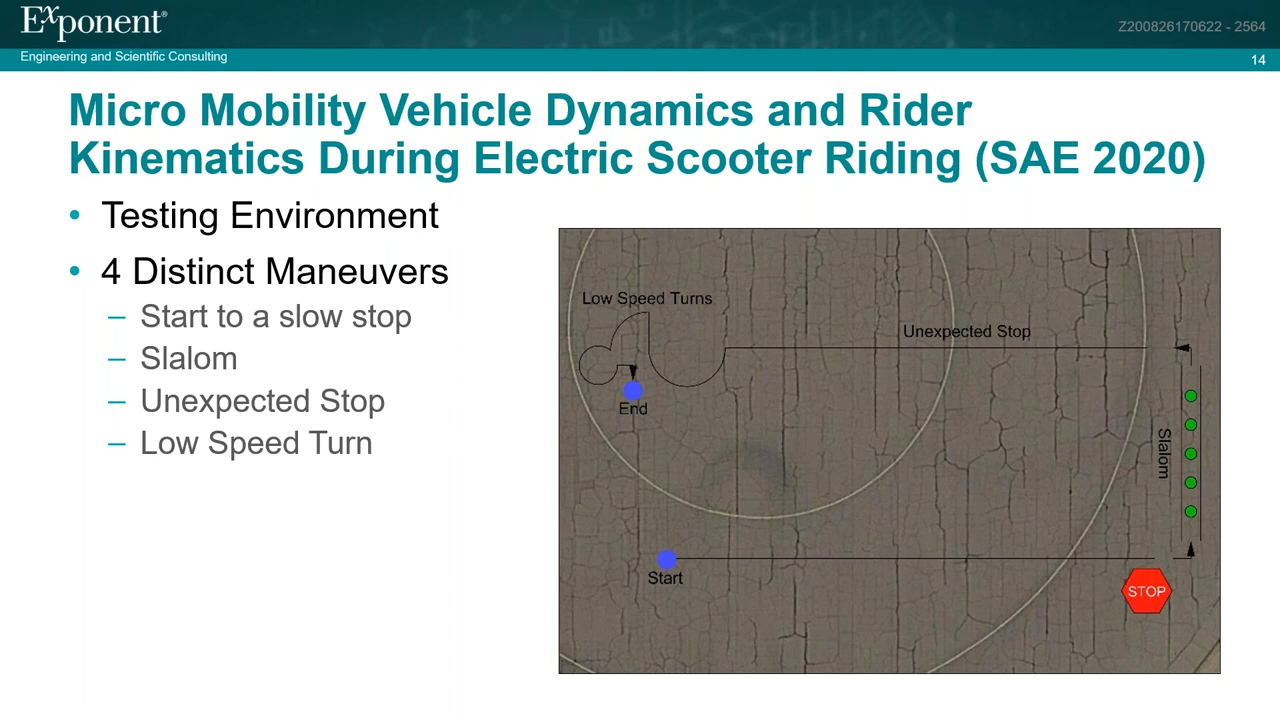 Exponent®
Z200826170622 - 2564
Engineering and Scientific Consulting
14
Micro Mobility Vehicle Dynamics and Rider
Kinematics During Electric Scooter Riding (SAE 2020)
• Testing Environment
• 4 Distinct Maneuvers
– Start to a slow stop
– Slalom
– Unexpected Stop
– Low Speed Turn
Low Speed Turns
Unexpected Stop
End
Slalom
Start
STOP